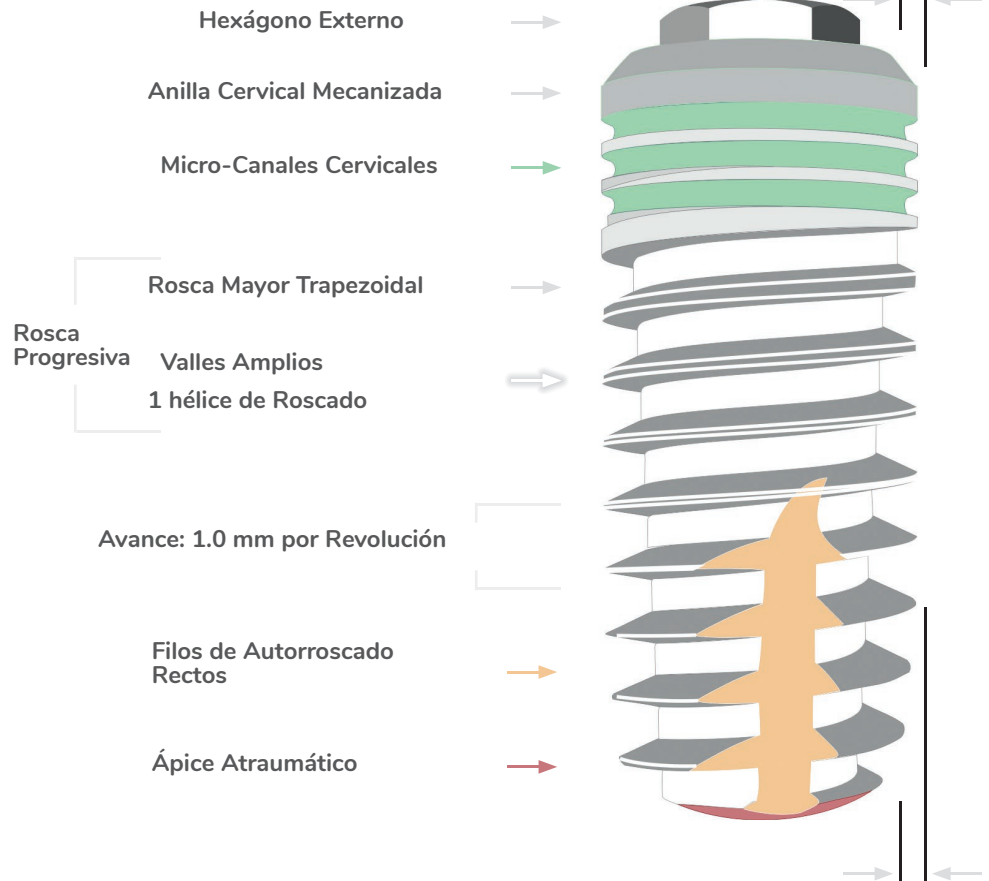 Hexágono Externo
Anilla Cervical Mecanizada
Micro-Canales Cervicales
Rosca Mayor Trapezoidal
Rosca
Progresiva
Valles Amplios
1 hélice de Roscado
Avance: 1.0 mm por Revolución
Filos de Autorroscado
Rectos
Ápice Atraumático